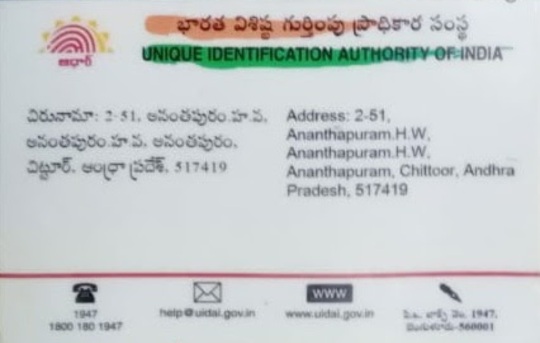 భారత విశిష్ట గుర్తింపు ప్రాధికార సంస్థ
ఆధార్
UNIQUE IDENTIFICATION AUTHORITY OF INDIA
చిరునామా: 2-51, అనంతపురం.హ.వ,
అనంతపురం.హ.వ, అనంతపురం,
చిట్టూర్, ఆంధ్రా ప్రదేశ్, 517419
Address: 2-51,
Ananthapuram.H.W,
Ananthapuram.H.W,
Ananthapuram, Chittoor, Andhra
Pradesh, 517419
1947
1800 180 1947
help@uidai.gov.in
WWW
www.uidai.gov.in
పి.ఒ. బాక్స్ నెం. 1947,
బెంగుళూరు-560001